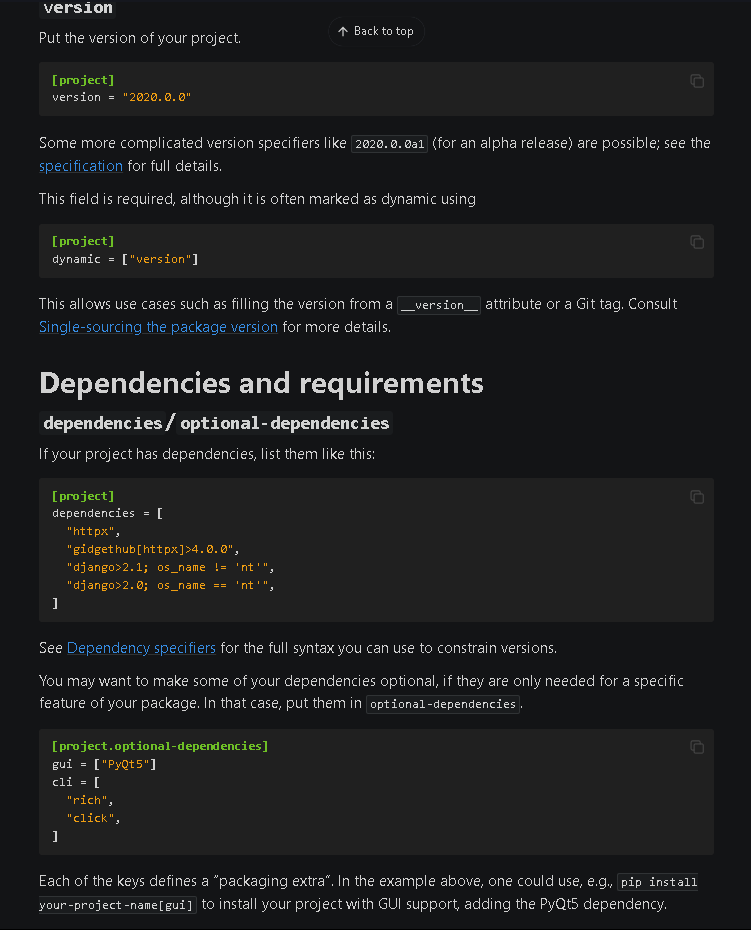 version
Put the version of your project.
Back to top
[project]
version = "2020.0.0"
Some more complicated version specifiers like 2020.0.0a1 (for an alpha release) are possible; see the
specification for full details.
This field is required, although it is often marked as dynamic using
[project]
dynamic = ["version"]
This allows use cases such as filling the version from a __version__ attribute or a Git tag. Consult
Single-sourcing the package version for more details.
Dependencies and requirements
dependencies/optional-dependencies
If your project has dependencies, list them like this:
[project]
dependencies = [
  "httpx",
  "gidgethub[httpx]>4.0.0",
  "django>2.1; os_name != 'nt'",
  "django>2.0; os_name == 'nt'",
]
See Dependency specifiers for the full syntax you can use to constrain versions.
You may want to make some of your dependencies optional, if they are only needed for a specific
feature of your package. In that case, put them in optional-dependencies.
[project.optional-dependencies]
gui = ["PyQt5"]
cli = [
  "rich",
  "click",
]
Each of the keys defines a “packaging extra”. In the example above, one could use, e.g., pip install
your-project-name[gui] to install your project with GUI support, adding the PyQt5 dependency.